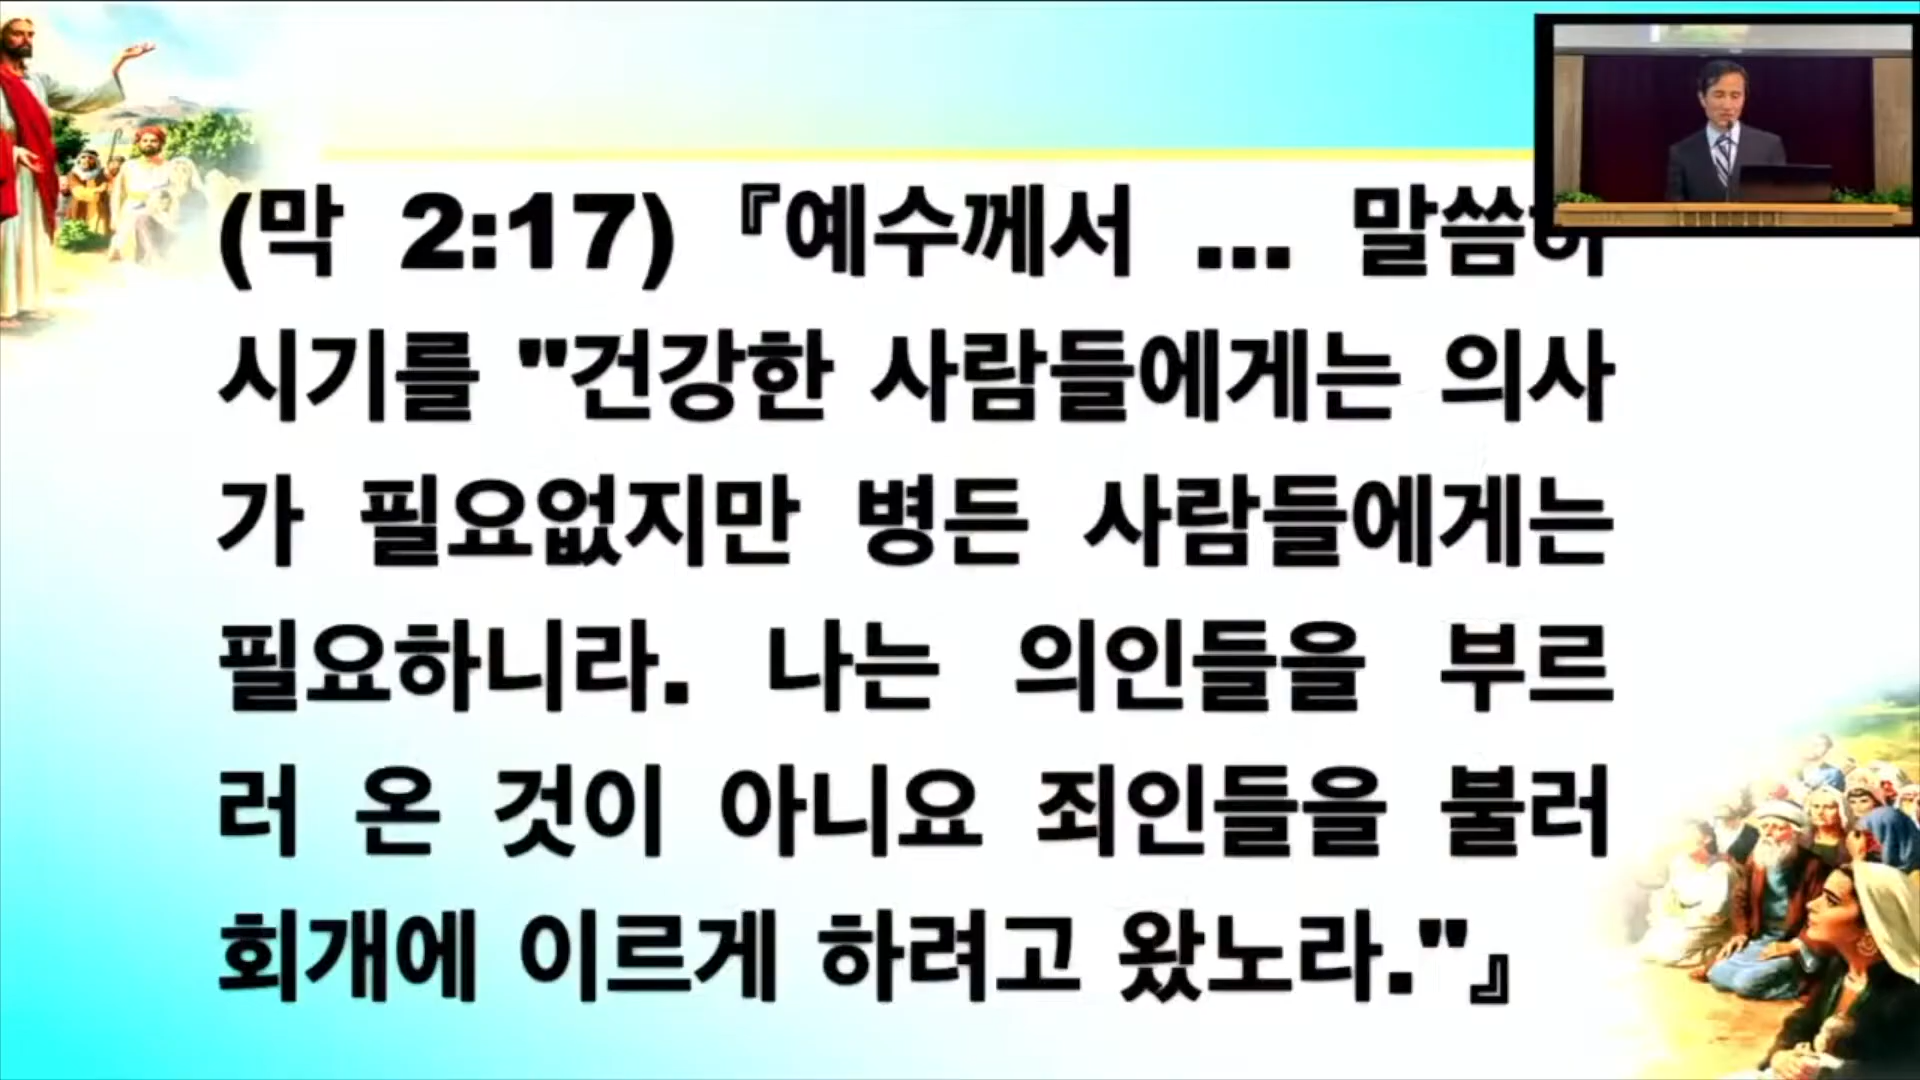 (막 2:17)『예수께서 ... 말씀하
시기를 "건강한 사람들에게는 의사
가 필요없지만 병든 사람들에게는
필요하니라. 나는 의인들을 부르
러 온 것이 아니요 죄인들을 불러
회개에 이르게 하려고 왔노라."』